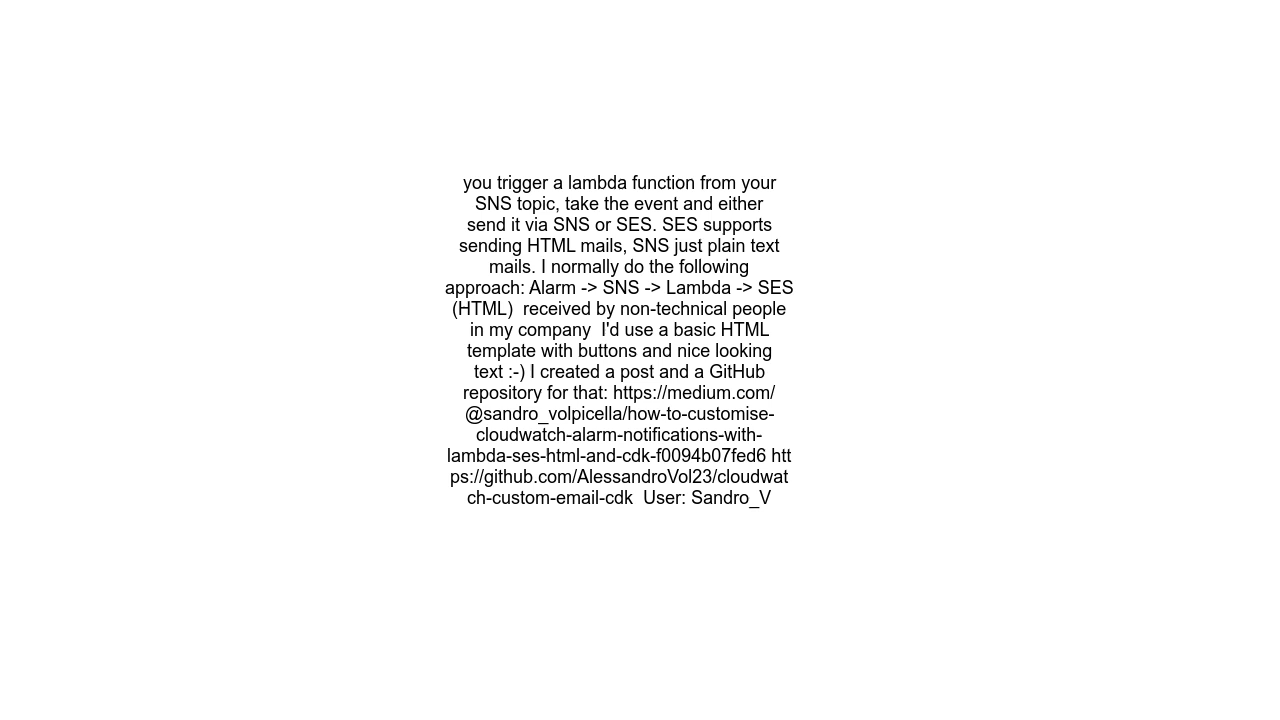 you trigger a lambda function from your
SNS topic, take the event and either
send it via SNS or SES. SES supports
sending HTML mails, SNS just plain text
mails. I normally do the following
approach: Alarm -> SNS -> Lambda -> SES
(HTML)  received by non-technical people
in my company  I'd use a basic HTML
template with buttons and nice looking
text :-) I created a post and a GitHub
repository for that: https://medium.com/
@sandro_volpicella/how-to-customise-
cloudwatch-alarm-notifications-with-
lambda-ses-html-and-cdk-f0094b07fed6 htt
ps://github.com/AlessandroVol23/cloudwat
ch-custom-email-cdk  User: Sandro_V